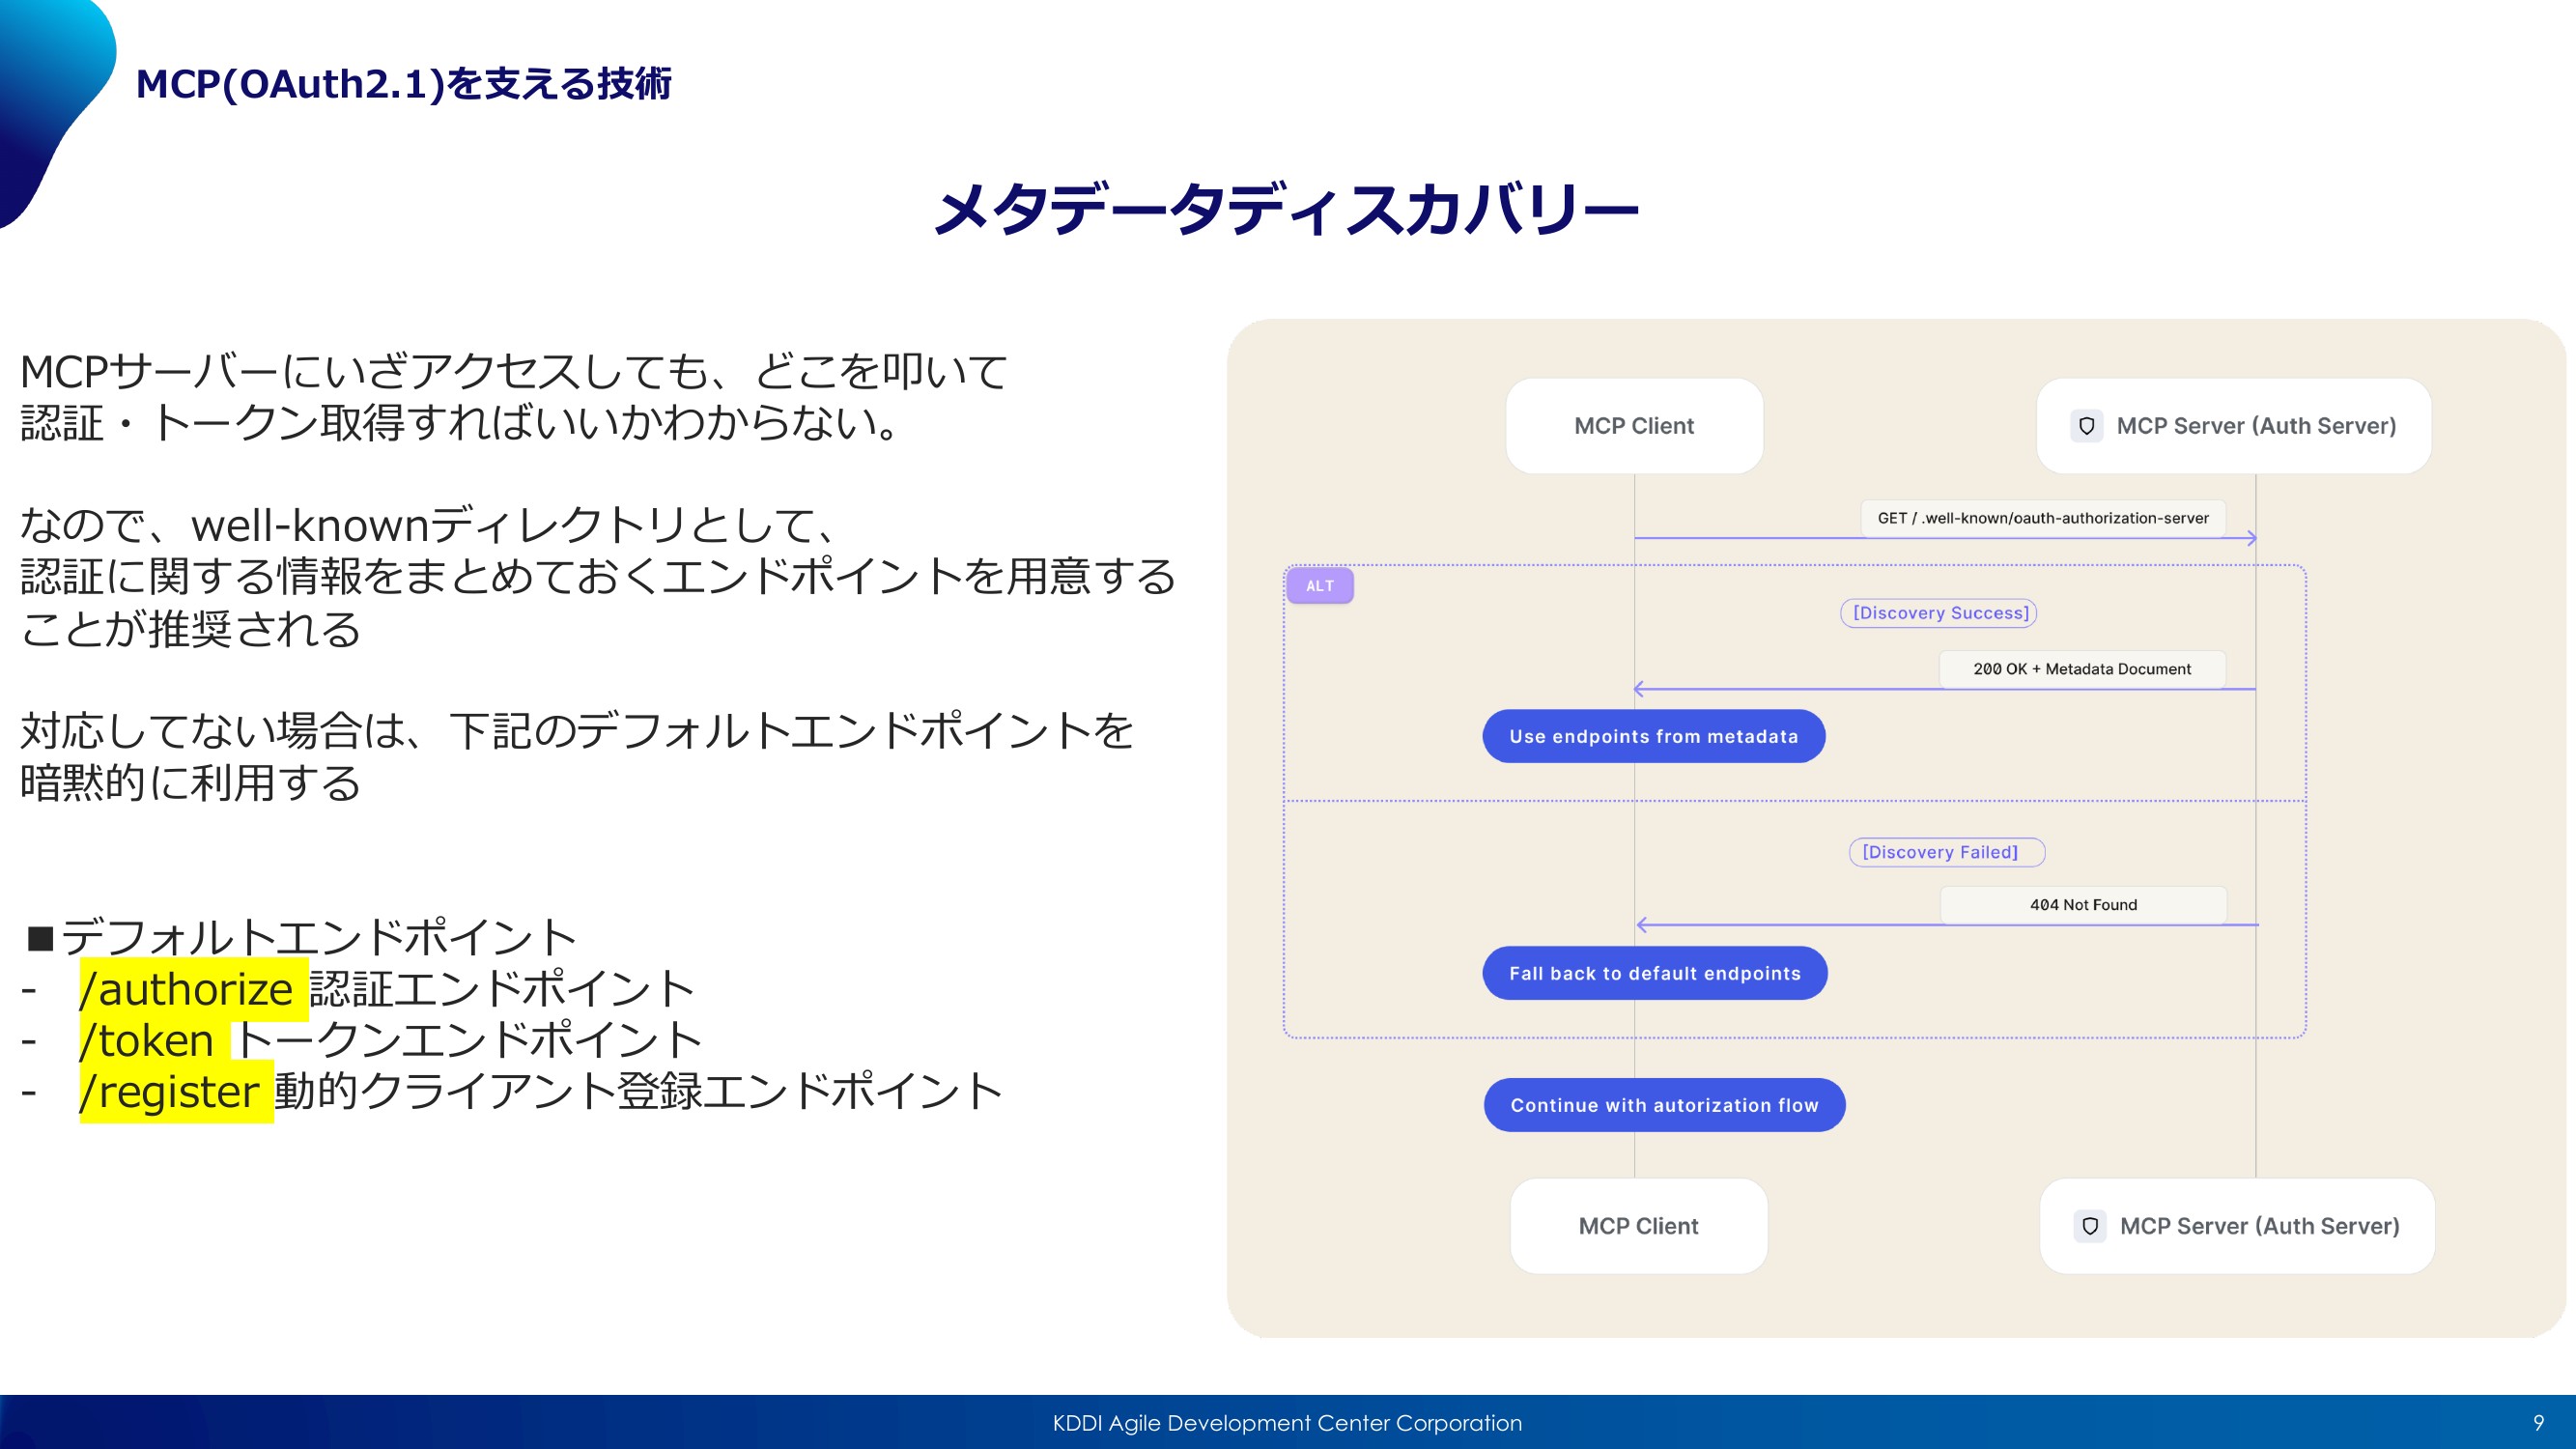 MCP(OAuth2.1)を支える技術
メタデータディスカバリー
MCPサーバーにいざアクセスしても、どこを叩いて
認証・トークン取得すればいいかわからない。
なので、well-knownディレクトリとして、
認証に関する情報をまとめておくエンドポイントを用意する
ことが推奨される
対応してない場合は、下記のデフォルトエンドポイントを
暗黙的に利用する
■デフォルトエンドポイント
- /authorize 認証エンドポイント
- /token トークンエンドポイント
- /register 動的クライアント登録エンドポイント
MCP Client
MCP Server (Auth Server)
GET / .well-known/oauth-authorization-server
ALT
[Discovery Success]
200 OK + Metadata Document
Use endpoints from metadata
[Discovery Failed]
404 Not Found
Fall back to default endpoints
Continue with autorization flow
MCP Client
MCP Server (Auth Server)
KDDI Agile Development Center Corporation
9